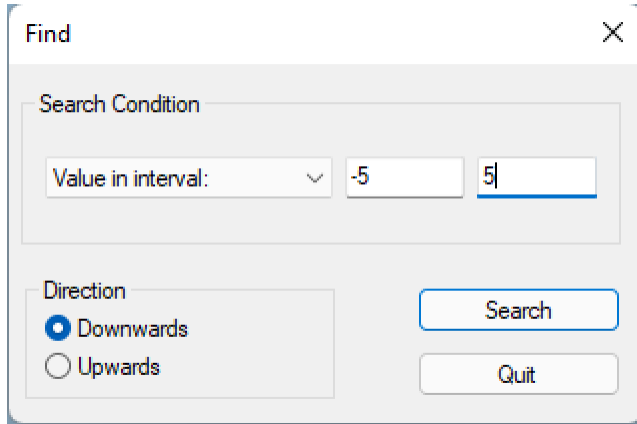 Find
Search Condition
Value in interval: -5 5
Direction
Downwards
Upwards
Search
Quit